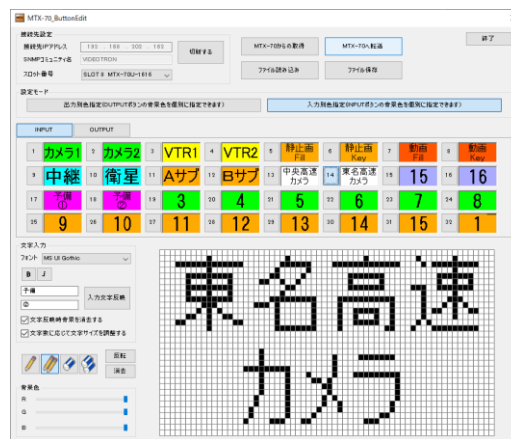 MTX-70_ButtonEdit
接続先設定
接続先IPアドレス 192 . 168 . 302 . 162 切断する MTX-70からの取得 MTX-70へ転送 終了
SNMPコミュニティ名 VIDEOTRON
スロット番号 SLOT8 MTX-70U-1616 ファイル読み込み ファイル保存
設定モード
出力別色指定(OUTPUTボタンの背景色を個別に指定できます) 入力別色指定(INPUTボタンの背景色を個別に指定できます)
INPUT OUTPUT
1 カメラ1 2 カメラ2 3 VTR1 4 VTR2 5 静止画 Fill 6 静止画 Key 7 動画 Fill 8 動画 Key
9 中継 10 衛星 11 Aサブ 12 Bサブ 13 中央高速 カメラ 14 東名高速 カメラ 15 15 16 16
17 予備 ① 18 予備 ② 19 3 20 4 21 5 22 6 23 7 24 8
25 9 26 10 27 11 28 12 29 13 30 14 31 15 32 1
文字入力
フォント MS UI Gothic
B I
予備
② 入力文字反映
文字反映時背景を消去する
文字数に応じて文字サイズを調整する
反転
消去
背景色
R
G
B
東名高速
カメラ